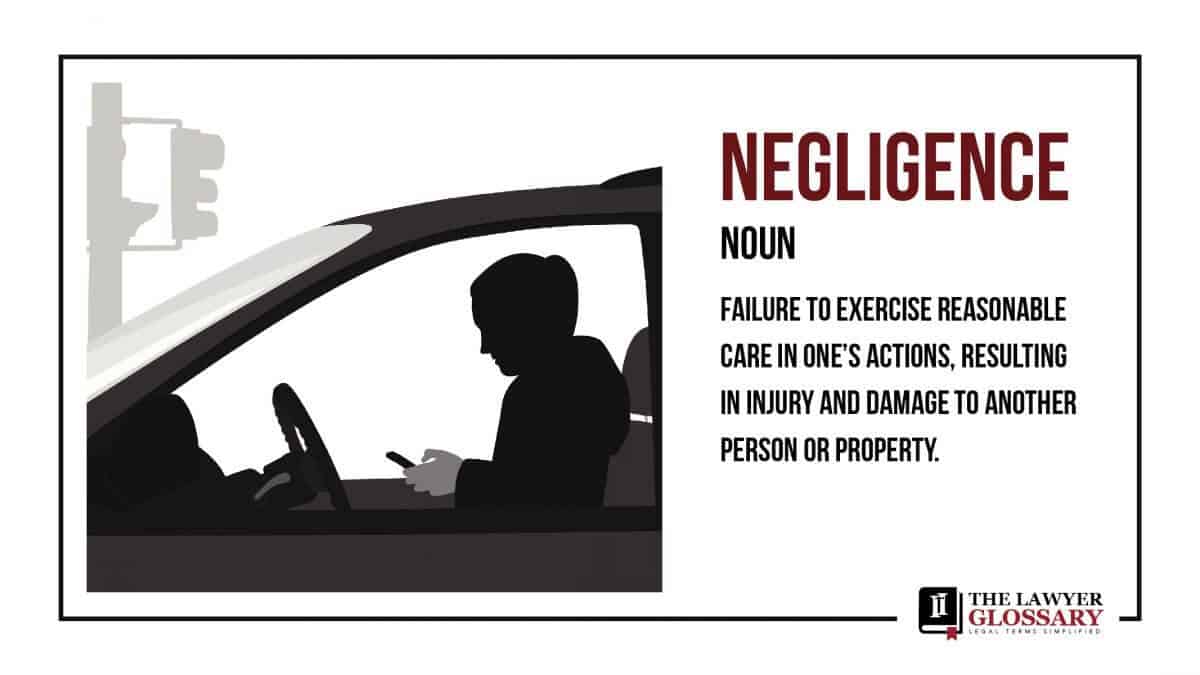 NEGLIGENCE
NOUN
FAILURE TO EXERCISE REASONABLE
CARE IN ONE’S ACTIONS, RESULTING
IN INJURY AND DAMAGE TO ANOTHER
PERSON OR PROPERTY.
THE LAWYER
GLOSSARY
LEGAL TERMS SIMPLIFIED